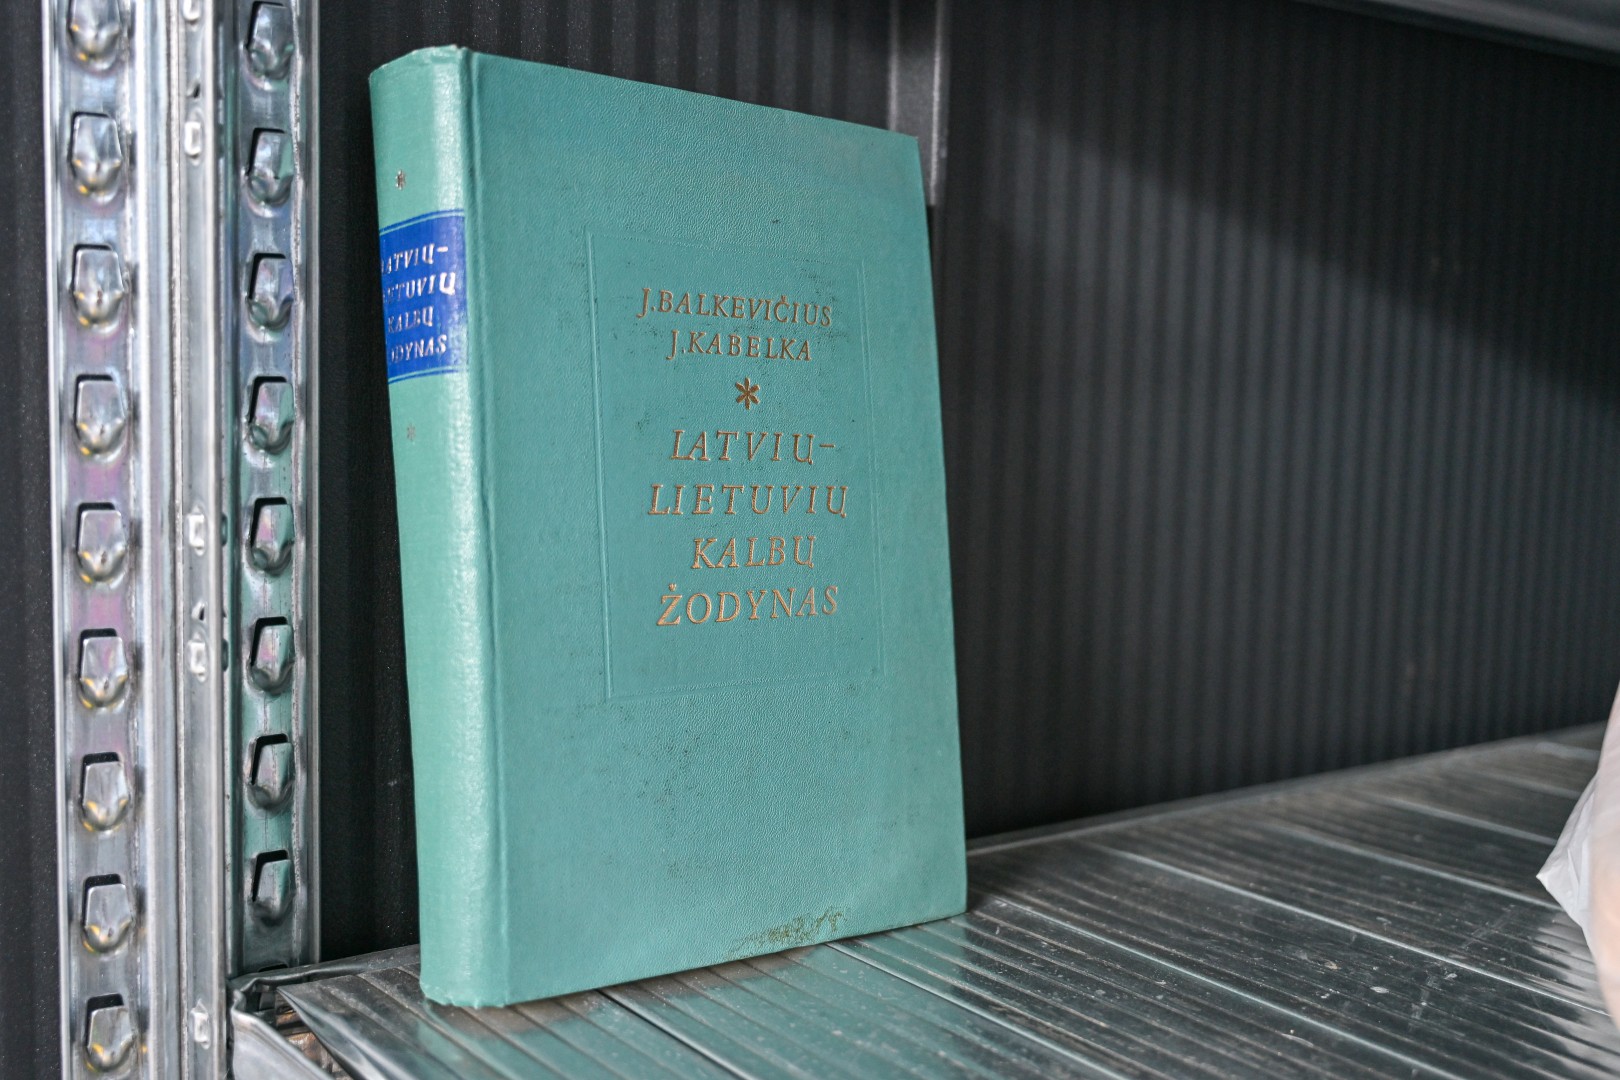 J. BALKEVIČIUS
J. KABELKA
LATVIŲ–
LIETUVIŲ
KALBŲ
ŽODYNAS
LATVIŲ–
LIETUVIŲ
KALBŲ
ŽODYNAS